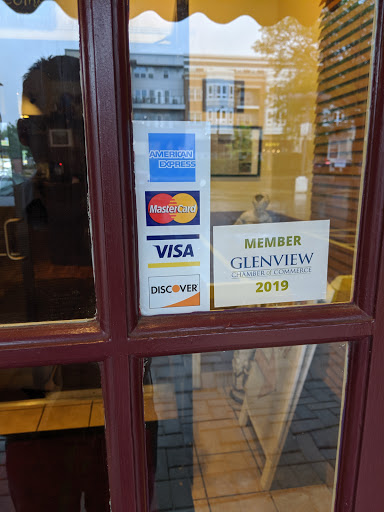 AMERICAN
EXPRESS
MasterCard
VISA
DISCOVER
MEMBER
GLENVIEW
CHAMBER of COMMERCE
2019